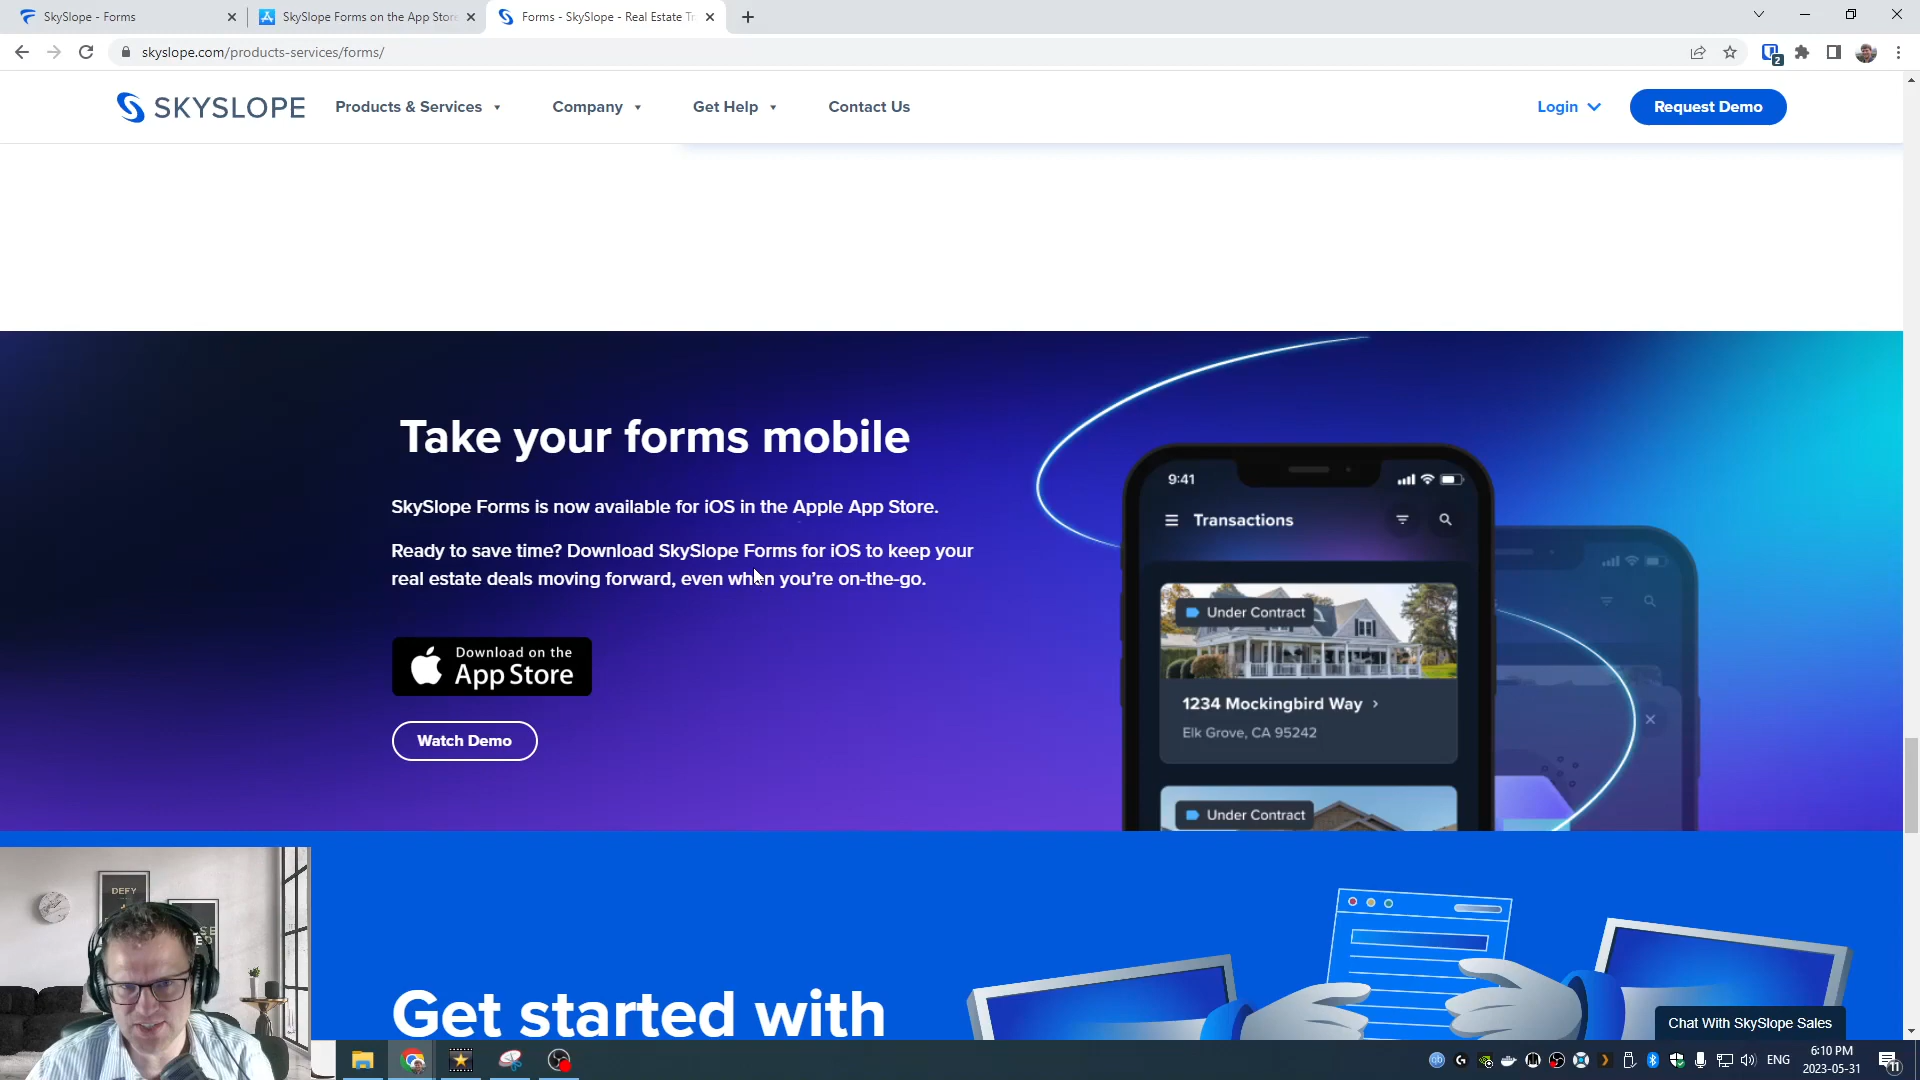 SkySlope - Forms
SkySlope Forms on the App Store
Forms - SkySlope - Real Estate Tr
skyslope.com/products-services/forms/
2
SKYSLOPE
Products & Services
Company
Get Help
Contact Us
Login
Request Demo
Take your forms mobile
SkySlope Forms is now available for iOS in the Apple App Store.
Ready to save time? Download SkySlope Forms for iOS to keep your
real estate deals moving forward, even when you're on-the-go.
Download on the
App Store
Watch Demo
9:41
Transactions
Under Contract
1234 Mockingbird Way
Elk Grove, CA 95242
Under Contract
DEFY
Get started with
Chat With SkySlope Sales
ENG
6:10 PM
2023-05-31
11